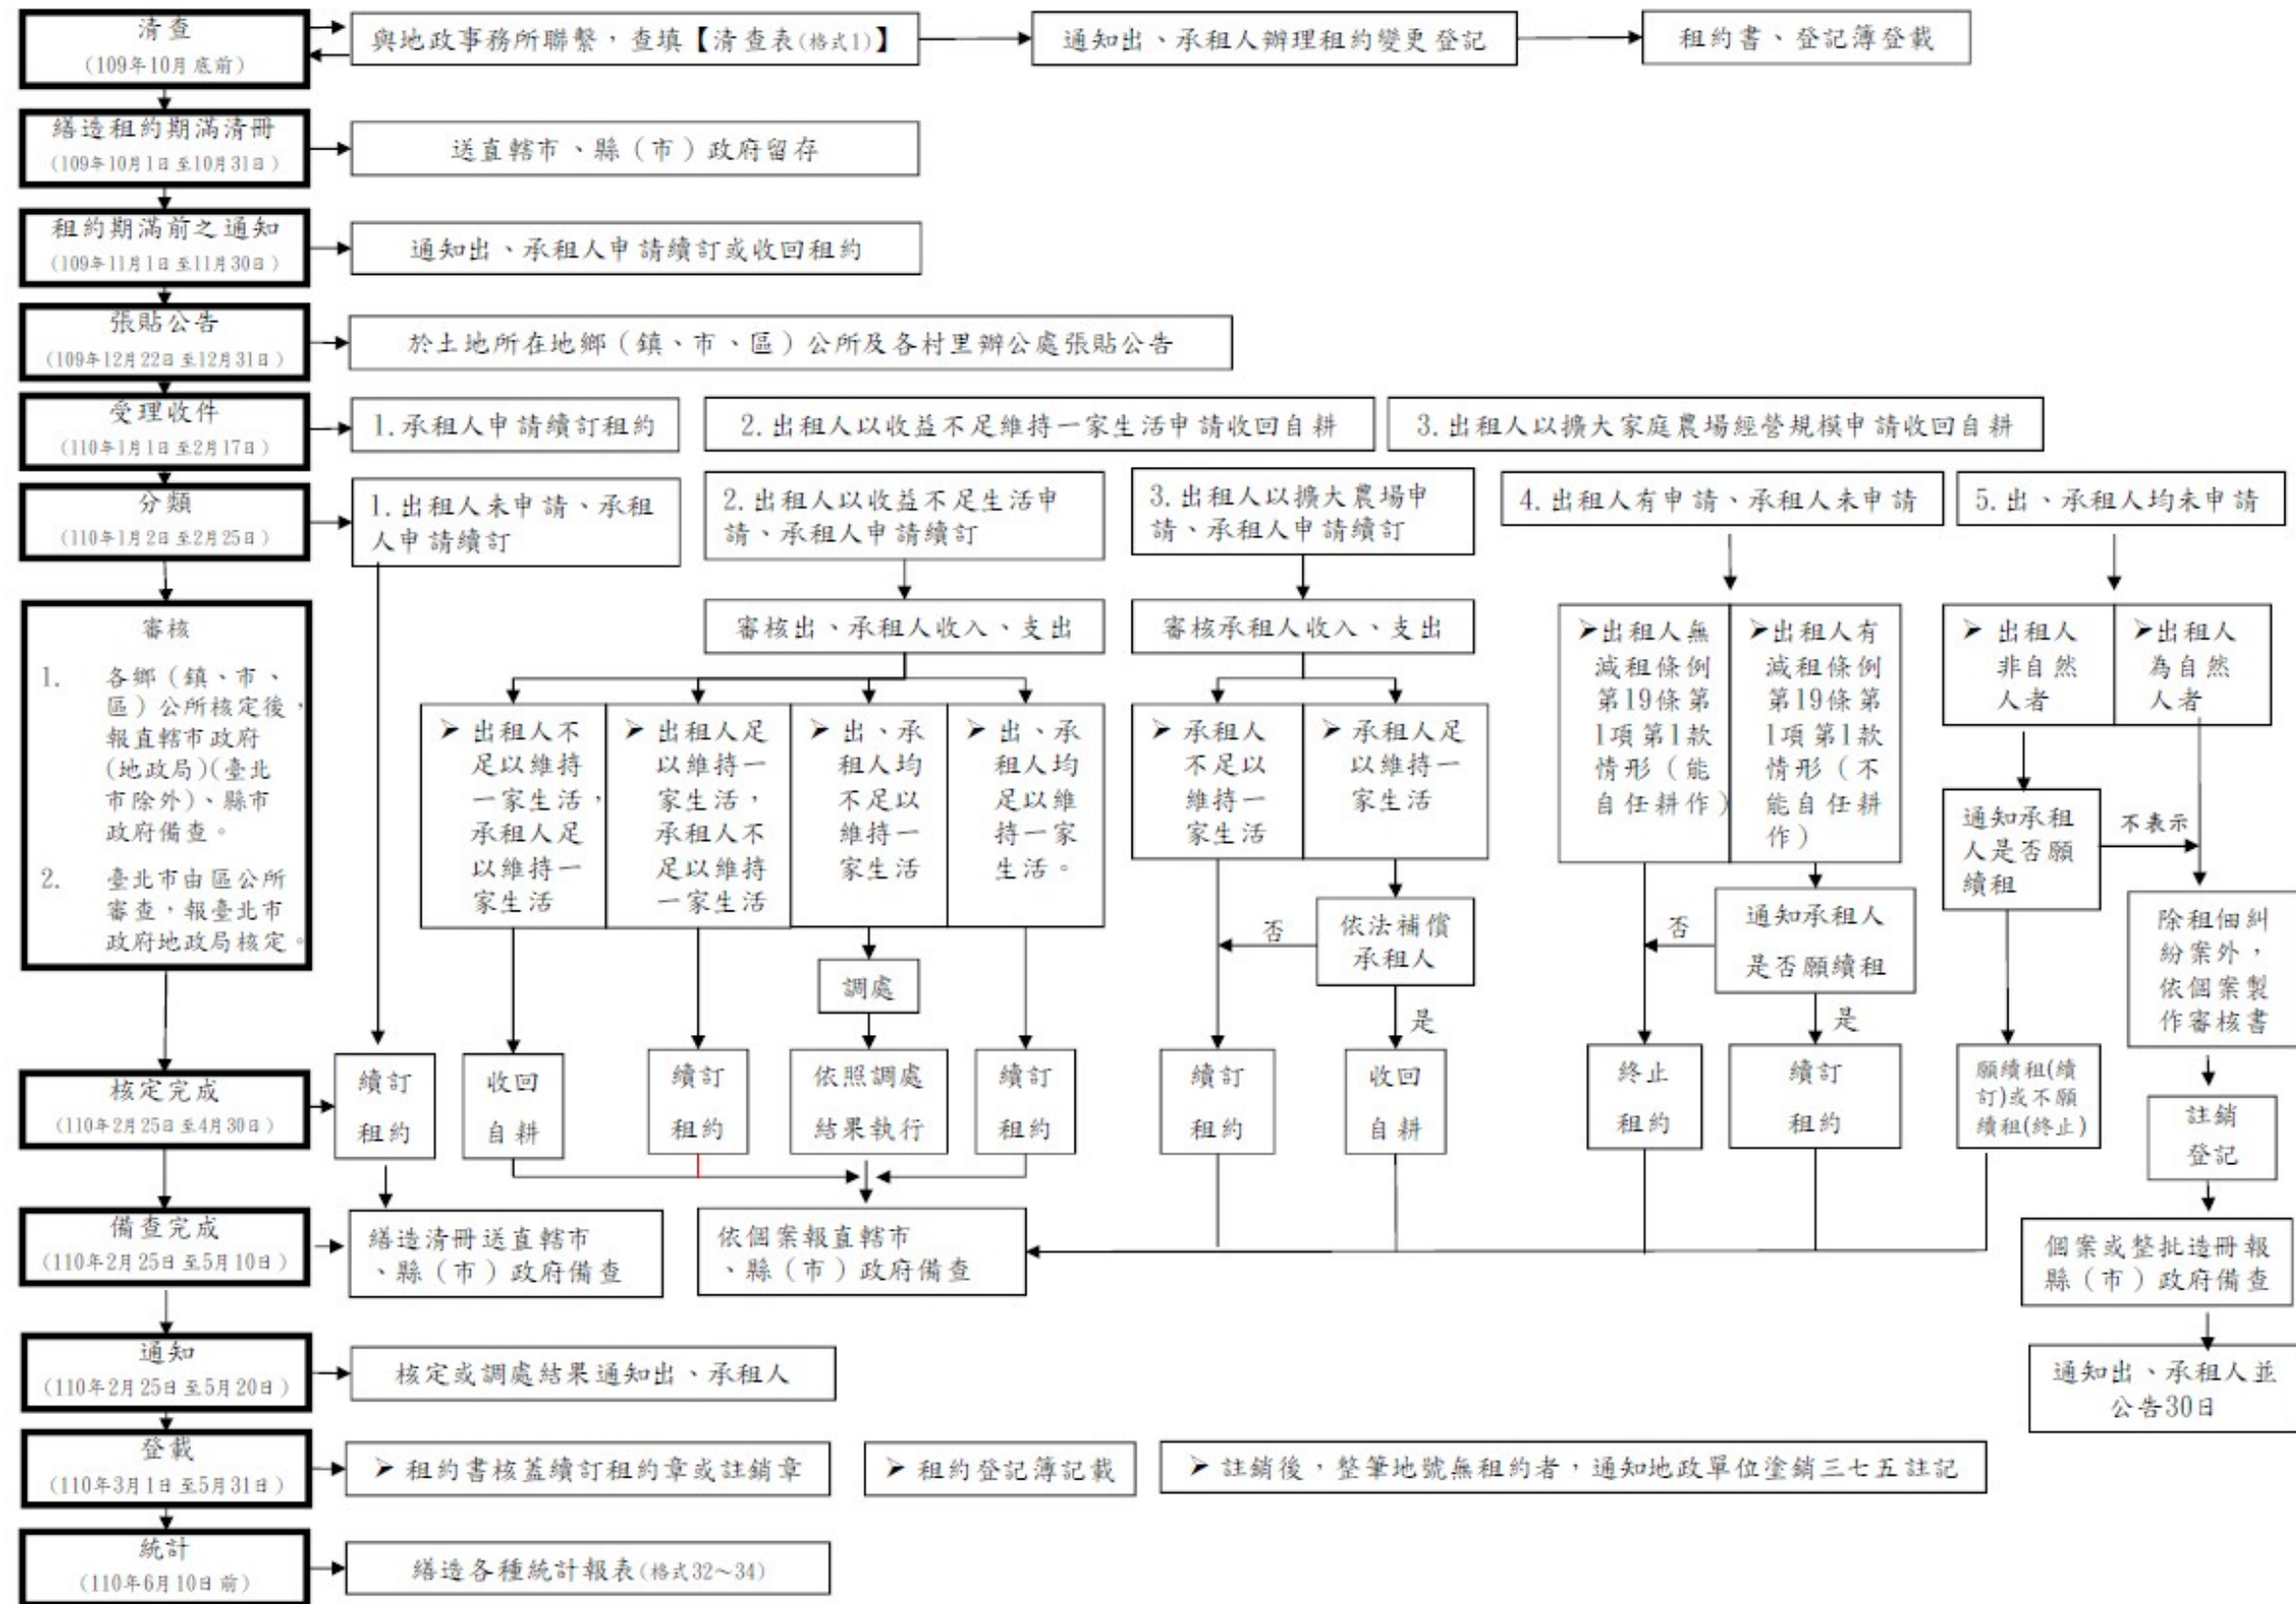 清查
(109年10月底前)
與地政事務所聯繫,查填【清查表(格式1)】
通知出、承租人辦理租約變更登記
租約書、登記簿登載
繕造租約期滿清冊
(109年10月1日至10月31日)
送直轄市、縣(市)政府留存
租約期滿前之通知
(109年11月1日至11月30日)
通知出、承租人申請續訂或收回租約
張貼公告
(109年12月22日至12月31日)
於土地所在地鄉(鎮、市、區)公所及各村里辦公處張貼公告
受理收件
(110年1月1日至2月17日)
1.承租人申請續訂租約
2.出租人以收益不足維持一家生活申請收回自耕
3.出租人以擴大家庭農場經營規模申請收回自耕
分類
(110年1月2日至2月25日)
1.出租人未申請、承租
人申請續訂
2.出租人以收益不足生活申
請、承租人申請續訂
3.出租人以擴大農場申
請、承租人申請續訂
4.出租人有申請、承租人未申請
5.出、承租人均未申請
審核
1. 各鄉(鎮、市、
區)公所核定後,
報直轄市政府
(地政局)(臺北
市除外)、縣市
政府備查。
2. 臺北市由區公所
審查,報臺北市
政府地政局核定。
審核出、承租人收入、支出
審核承租人收入、支出
➤出租人不
足以維持
一家生活,
承租人足
以維持一
家生活
➤出租人足
以維持一
家生活,
承租人不
足以維持
一家生活
➤出、承
租人均
不足以
維持一
家生活
➤出、承
租人均
足以維
持一家
生活。
➤承租人
不足以
維持一
家生活
➤承租人足
以維持一
家生活
➤出租人無
減租條例
第19條第
1項第1款
情形(能
自任耕作)
➤出租人有
減租條例
第19條第
1項第1款
情形(不
能自任耕
作)
➤出租人
非自然
人者
➤出租人
為自然
人者
調處
依法補償
承租人
否
是
通知承租人
是否願續租
否
是
通知承租
人是否願
續租
不表示
除租佃糾
紛案外,
依個案製
作審核書
核定完成
(110年2月25日至4月30日)
續訂
租約
收回
自耕
續訂
租約
依照調處
結果執行
續訂
租約
續訂
租約
收回
自耕
終止
租約
續訂
租約
願續租(續
訂)或不願
續租(終止)
註銷
登記
備查完成
(110年2月25日至5月10日)
繕造清冊送直轄市
、縣(市)政府備查
依個案報直轄市
、縣(市)政府備查
個案或整批造冊報
縣(市)政府備查
通知
(110年2月25日至5月20日)
核定或調處結果通知出、承租人
通知出、承租人並
公告30日
登載
(110年3月1日至5月31日)
➤租約書核蓋續訂租約章或註銷章
➤租約登記簿記載
➤註銷後,整筆地號無租約者,通知地政單位塗銷三七五註記
統計
(110年6月10日前)
繕造各種統計報表(格式32~34)